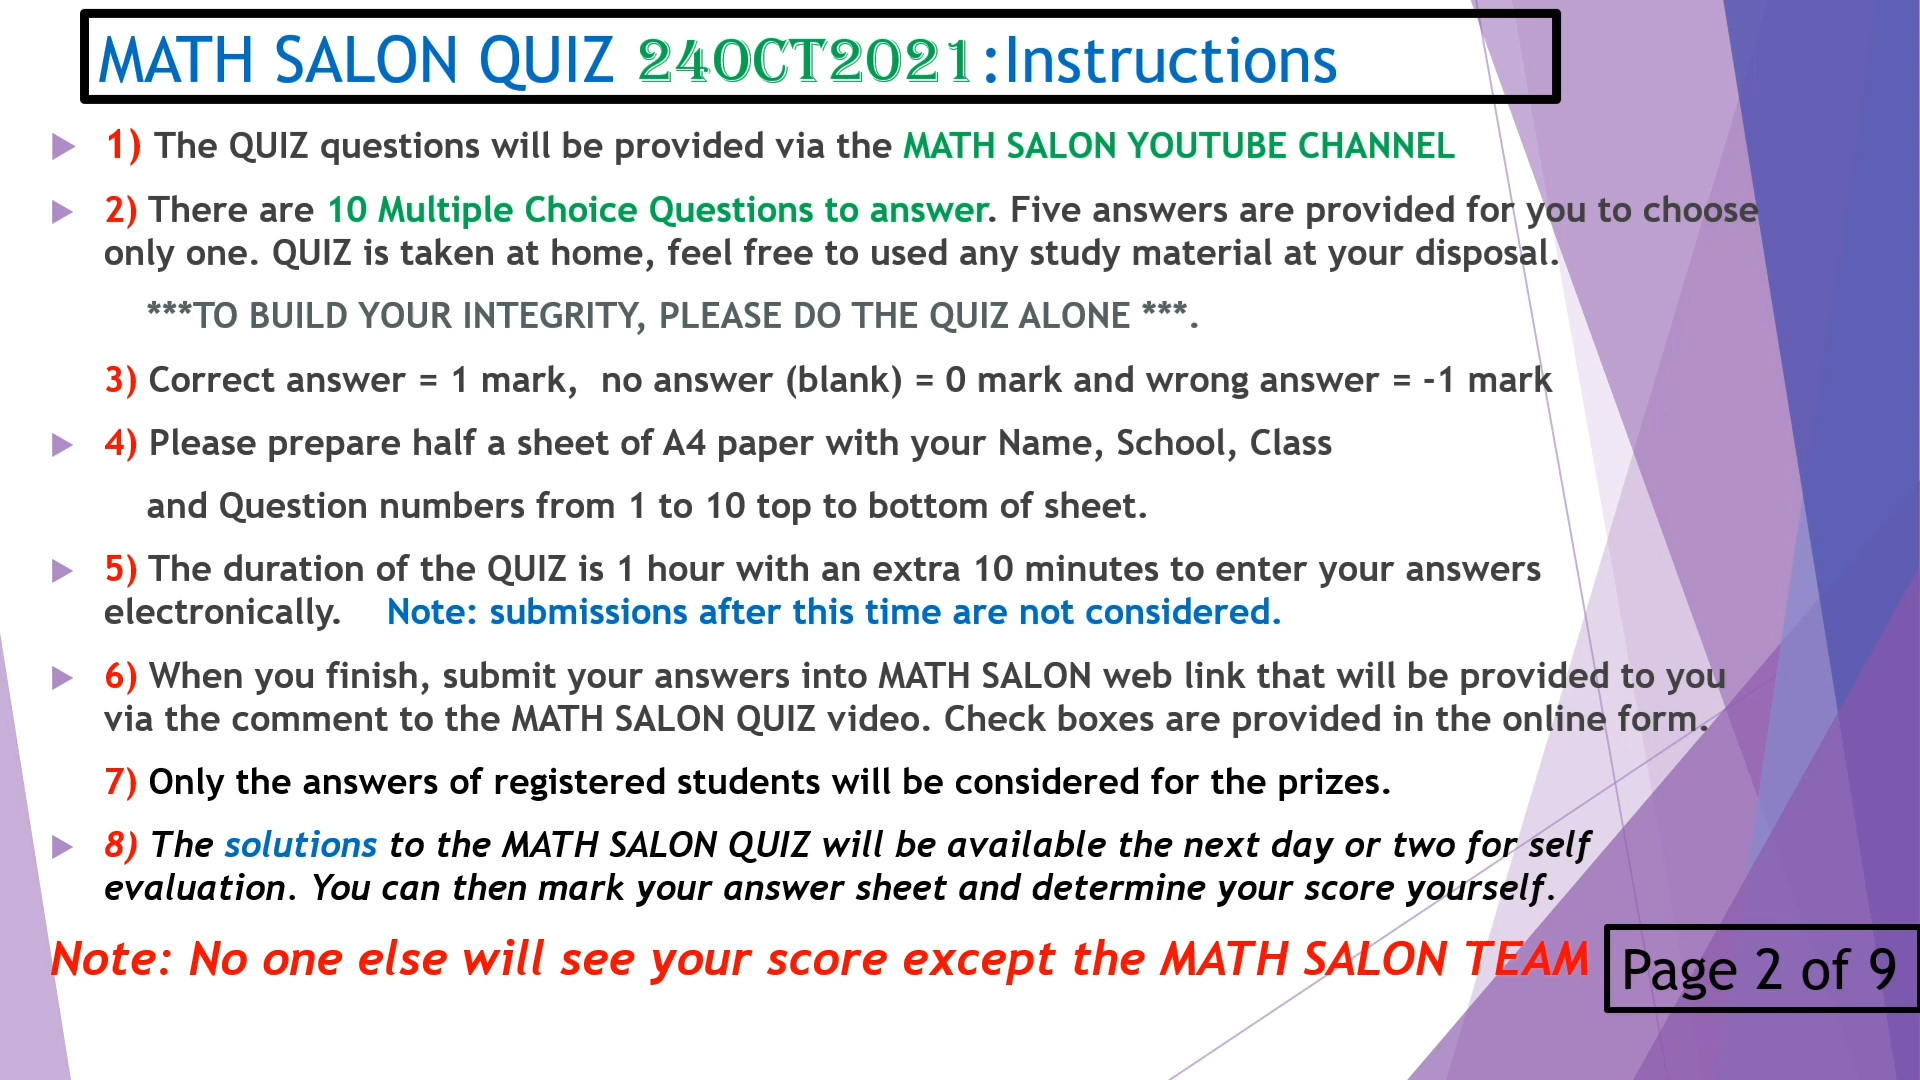 MATH SALON QUIZ 24OCT2021:Instructions
1) The QUIZ questions will be provided via the MATH SALON YOUTUBE CHANNEL
2) There are 10 Multiple Choice Questions to answer. Five answers are provided for you to choose
only one. QUIZ is taken at home, feel free to used any study material at your disposal.
***TO BUILD YOUR INTEGRITY, PLEASE DO THE QUIZ ALONE ***.
3) Correct answer = 1 mark, no answer (blank) = 0 mark and wrong answer = -1 mark
4) Please prepare half a sheet of A4 paper with your Name, School, Class
and Question numbers from 1 to 10 top to bottom of sheet.
5) The duration of the QUIZ is 1 hour with an extra 10 minutes to enter your answers
electronically. Note: submissions after this time are not considered.
6) When you finish, submit your answers into MATH SALON web link that will be provided to you
via the comment to the MATH SALON QUIZ video. Check boxes are provided in the online form.
7) Only the answers of registered students will be considered for the prizes.
8) The solutions to the MATH SALON QUIZ will be available the next day or two for self
evaluation. You can then mark your answer sheet and determine your score yourself.
Note: No one else will see your score except the MATH SALON TEAM
Page 2 of 9